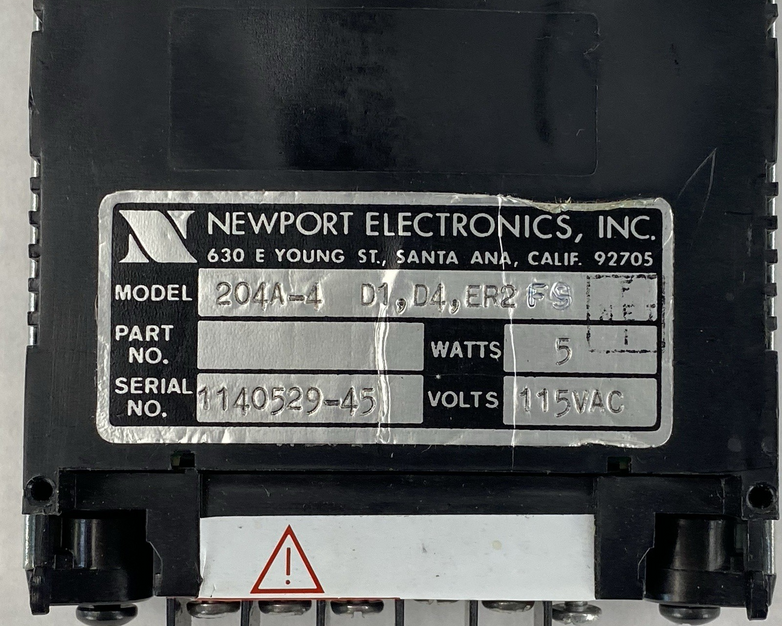 NEWPORT ELECTRONICS, INC.
630 E YOUNG ST., SANTA ANA, CALIF. 92705
MODEL 204A-4 D1,D4,ER2 FS
PART NO.
WATTS 5
SERIAL NO. 1140529-45
VOLTS 115VAC